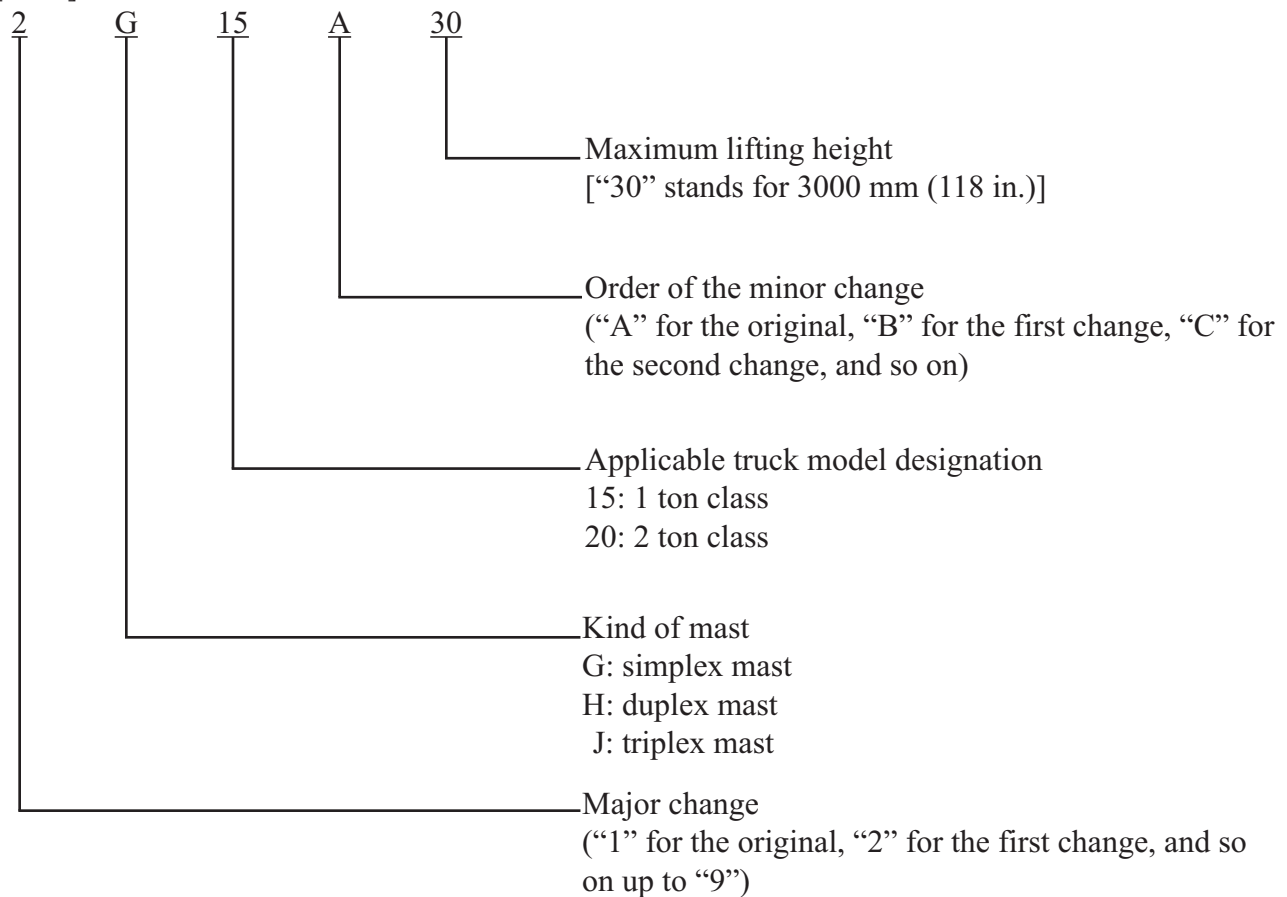 2 G 15 A 30
Maximum lifting height
[“30” stands for 3000 mm (118 in.)]
Order of the minor change
(“A” for the original, “B” for the first change, “C” for
the second change, and so on)
Applicable truck model designation
15: 1 ton class
20: 2 ton class
Kind of mast
G: simplex mast
H: duplex mast
J: triplex mast
Major change
(“1” for the original, “2” for the first change, and so
on up to “9”)